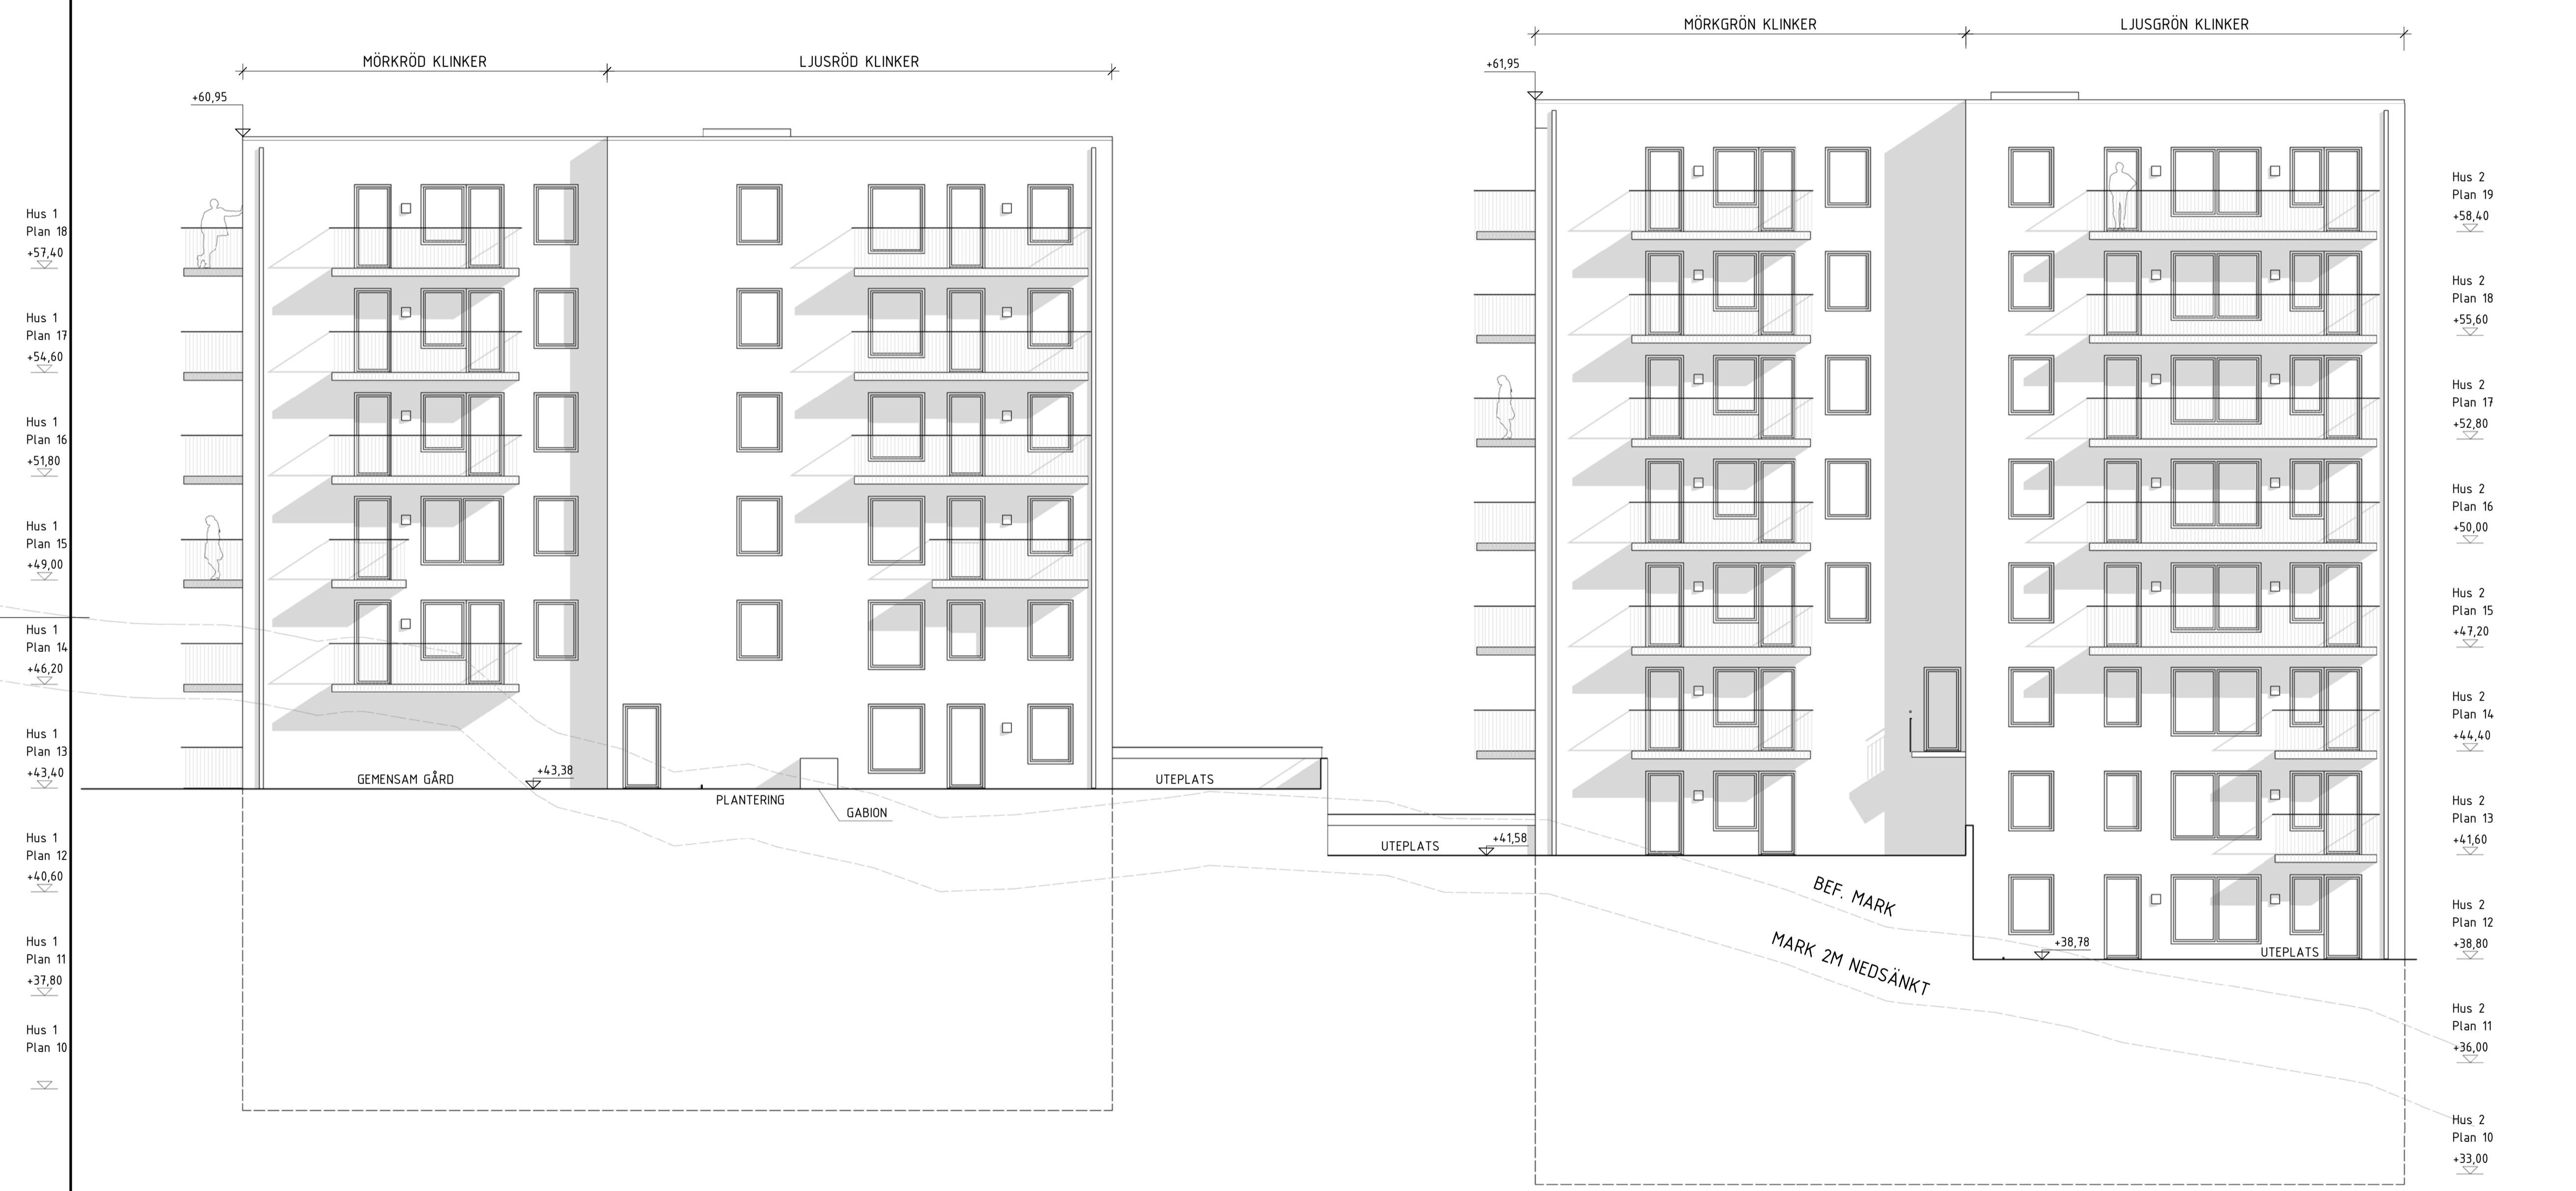 MÖRKRÖD KLINKER
LJUSRÖD KLINKER
MÖRKGRÖN KLINKER
LJUSGRÖN KLINKER
+60,95
+61,95
Hus 1
Plan 18
+57,40
Hus 1
Plan 17
+54,60
Hus 1
Plan 16
+51,80
Hus 1
Plan 15
+49,00
Hus 1
Plan 14
+46,20
Hus 1
Plan 13
+43,40
Hus 1
Plan 12
+40,60
Hus 1
Plan 11
+37,80
Hus 1
Plan 10
GEMENSAM GÅRD
+43,38
PLANTERING
GABION
UTEPLATS
UTEPLATS
+41,58
BEF. MARK
MARK 2M NEDSÄNKT
+38,78
UTEPLATS
Hus 2
Plan 19
+58,40
Hus 2
Plan 18
+55,60
Hus 2
Plan 17
+52,80
Hus 2
Plan 16
+50,00
Hus 2
Plan 15
+47,20
Hus 2
Plan 14
+44,40
Hus 2
Plan 13
+41,60
Hus 2
Plan 12
+38,80
Hus 2
Plan 11
+36,00
Hus 2
Plan 10
+33,00